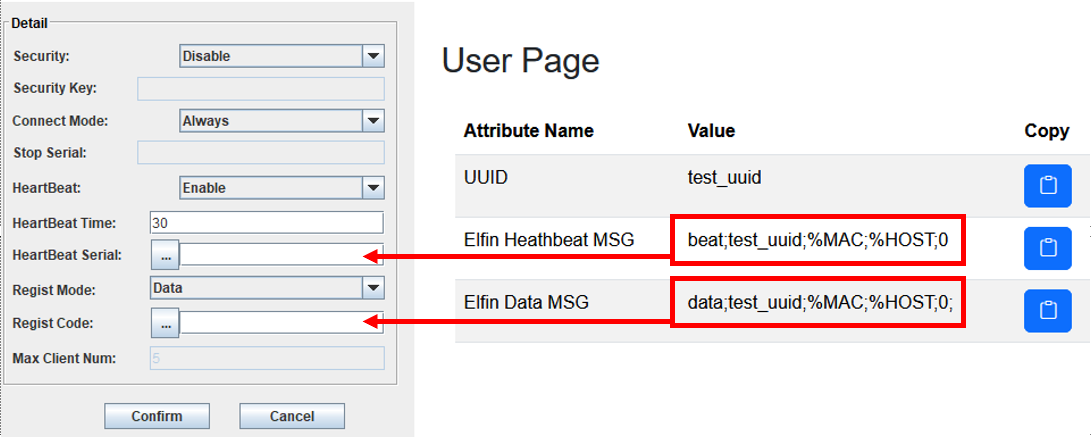 Detail
Security: Disable
Security Key:
Connect Mode: Always
Stop Serial:
HeartBeat: Enable
HeartBeat Time: 30
HeartBeat Serial: ...
Regist Mode: Data
Regist Code: ...
Max Client Num: 5
Confirm Cancel
User Page
Attribute Name Value Copy
UUID test_uuid
Elfin Heathbeat MSG beat;test_uuid;%MAC;%HOST;0
Elfin Data MSG data;test_uuid;%MAC;%HOST;0;